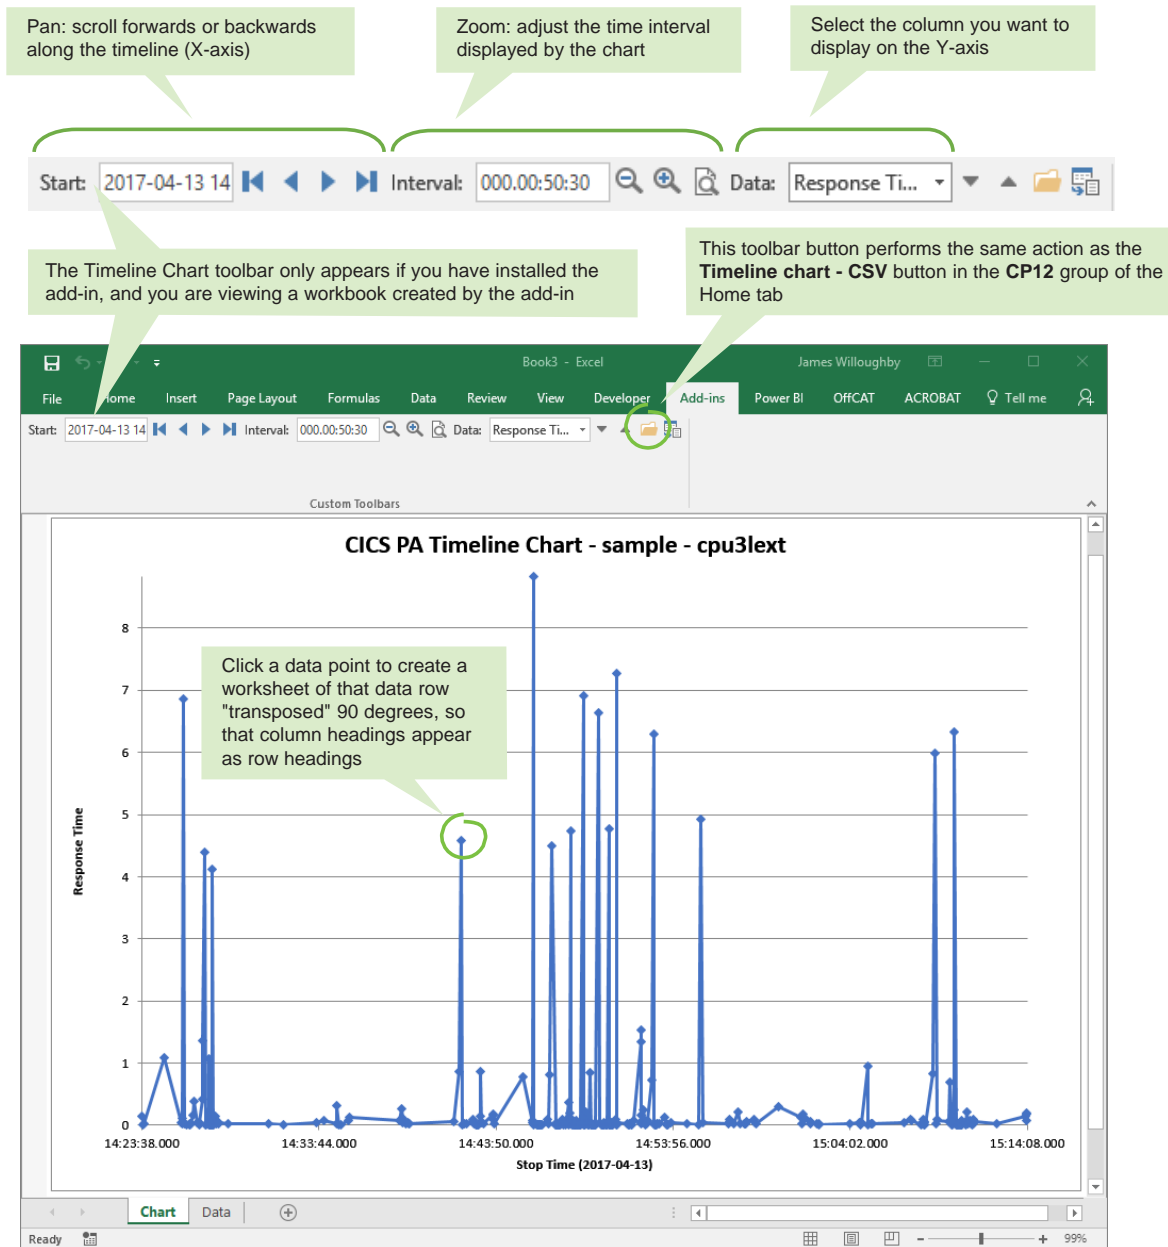 Pan: scroll forwards or backwards
along the timeline (X-axis)
Zoom: adjust the time interval
displayed by the chart
Select the column you want to
display on the Y-axis
Start: 2017-04-13 14 Interval: 000.00:50:30 Data: Response Ti...
The Timeline Chart toolbar only appears if you have installed the
add-in, and you are viewing a workbook created by the add-in
This toolbar button performs the same action as the
Timeline chart - CSV button in the CP12 group of the
Home tab
Book3 - Excel James Willoughby
File Home Insert Page Layout Formulas Data Review View Developer Add-ins Power BI OffCAT ACROBAT Tell me
Start: 2017-04-13 14 Interval: 000.00:50:30 Data: Response Ti...
Custom Toolbars
CICS PA Timeline Chart - sample - cpu3lext
8
7
6
5
4
3
2
1
0
Response Time
Click a data point to create a
worksheet of that data row
"transposed" 90 degrees, so
that column headings appear
as row headings
14:23:38.000 14:33:44.000 14:43:50.000 14:53:56.000 15:04:02.000 15:14:08.000
Stop Time (2017-04-13)
Chart Data
Ready 99%